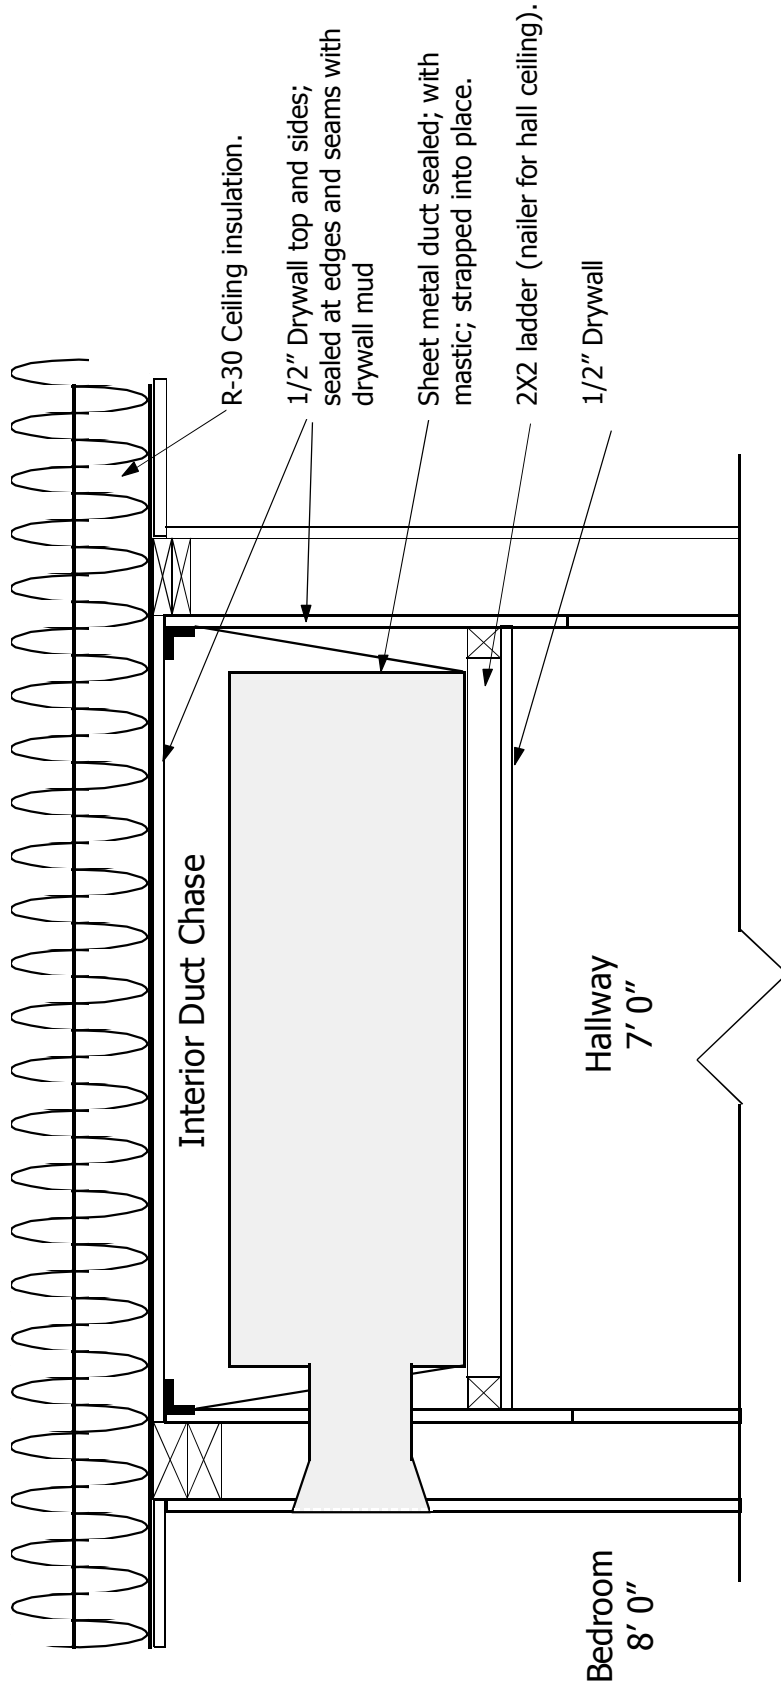 R-30 Ceiling insulation.
1/2” Drywall top and sides;
sealed at edges and seams with
drywall mud
Sheet metal duct sealed; with
mastic; strapped into place.
2X2 ladder (nailer for hall ceiling).
1/2” Drywall
Interior Duct Chase
Hallway
7’ 0”
Bedroom
8’ 0”